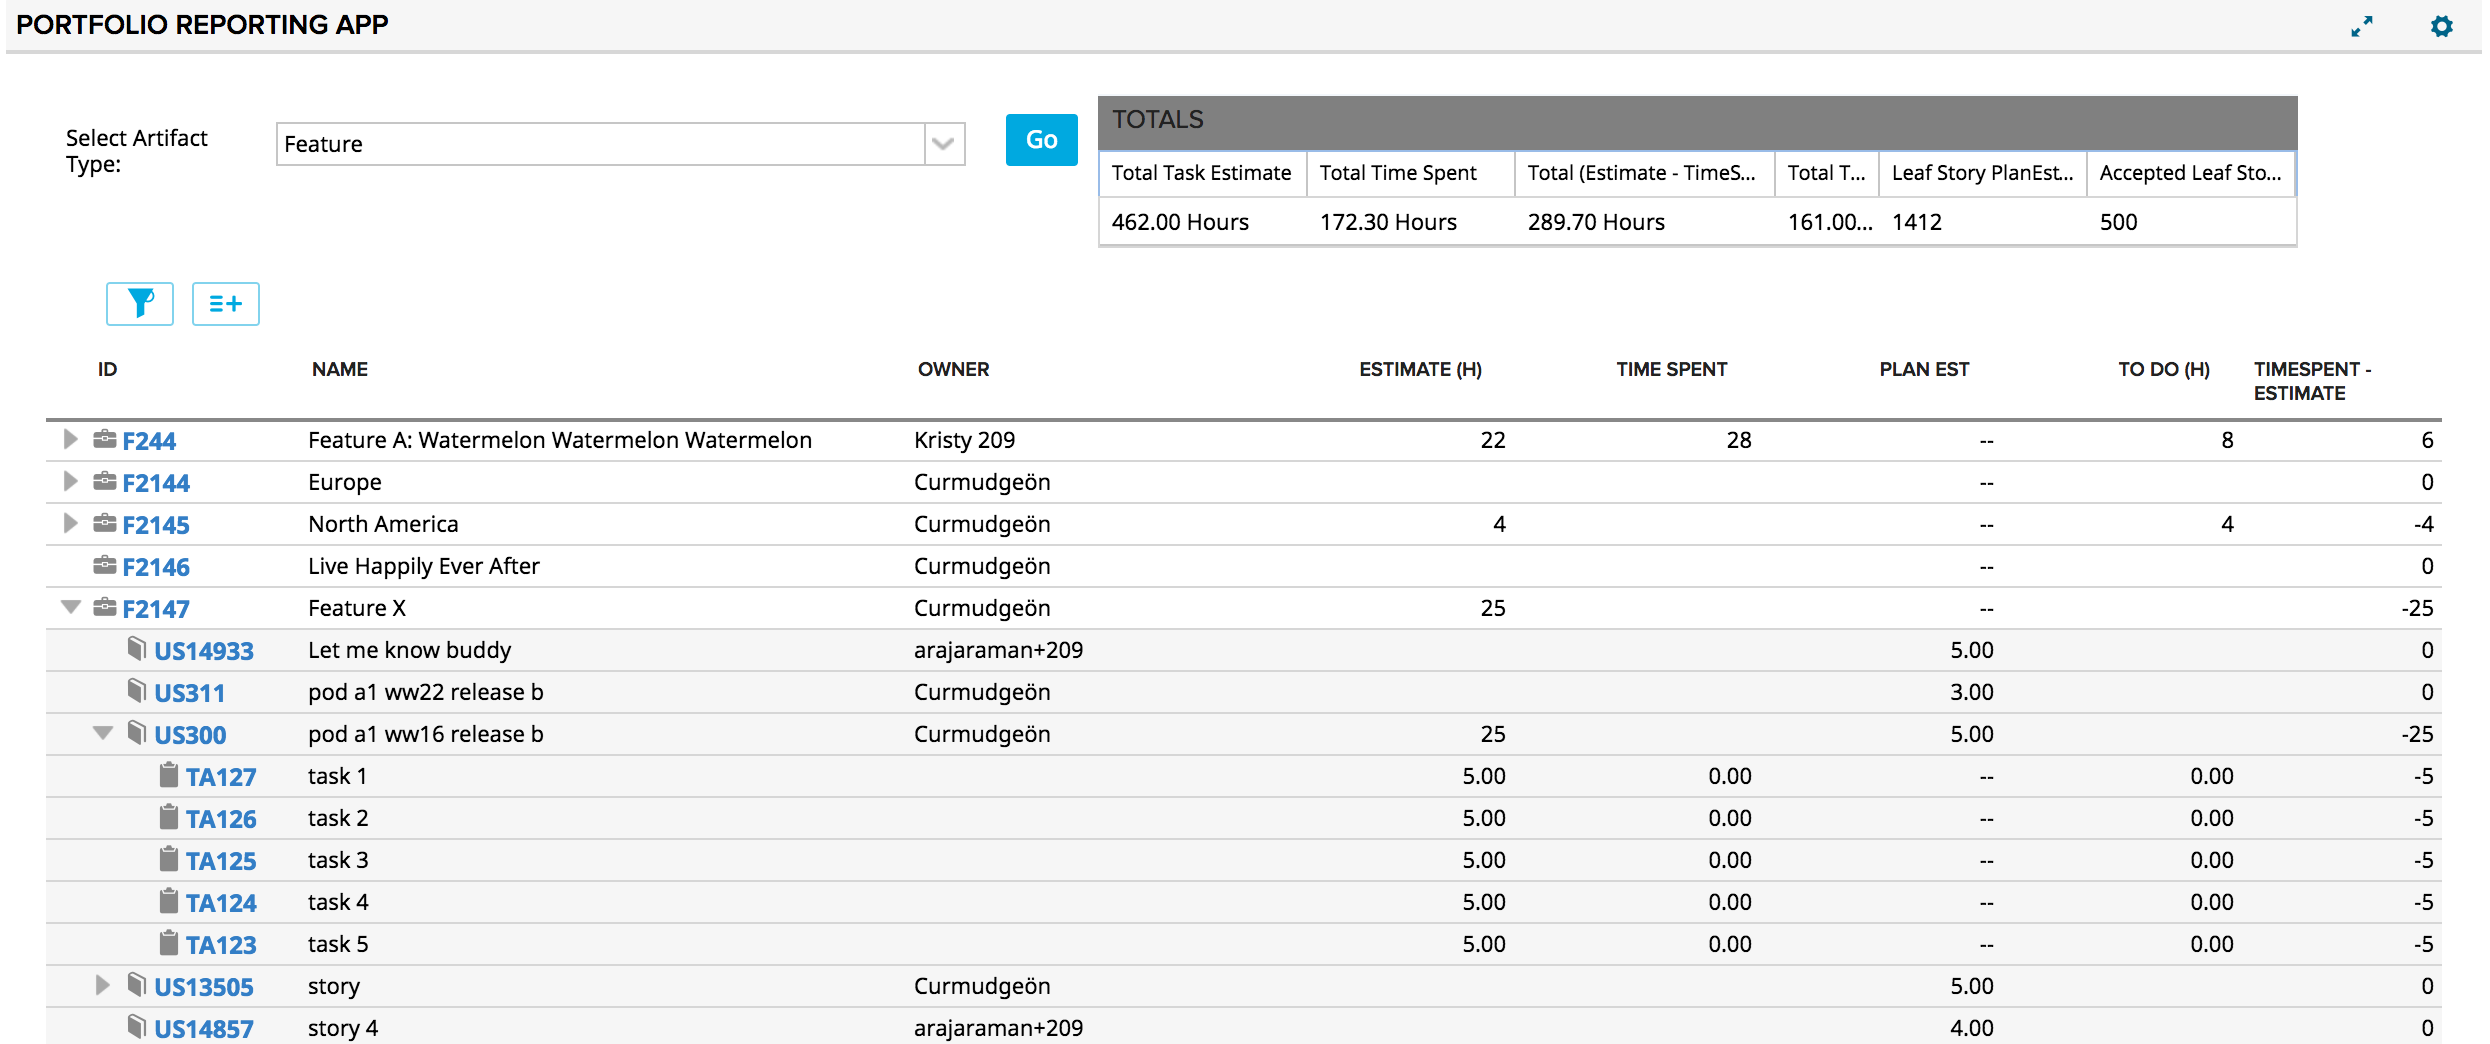 PORTFOLIO REPORTING APP
Select Artifact
Type:
Feature
Go
TOTALS
Total Task Estimate Total Time Spent Total (Estimate - TimeS... Total T... Leaf Story PlanEst... Accepted Leaf Sto...
462.00 Hours 172.30 Hours 289.70 Hours 161.00... 1412 500
ID NAME OWNER ESTIMATE (H) TIME SPENT PLAN EST TO DO (H) TIMESPENT -
ESTIMATE
F244 Feature A: Watermelon Watermelon Watermelon Kristy 209 22 28 -- 8 6
F2144 Europe Curmudgeön -- 0
F2145 North America Curmudgeön 4 -- 4 -4
F2146 Live Happily Ever After Curmudgeön -- 0
F2147 Feature X Curmudgeön 25 -- -25
US14933 Let me know buddy arajaraman+209 5.00 0
US311 pod a1 ww22 release b Curmudgeön 3.00 0
US300 pod a1 ww16 release b Curmudgeön 25 5.00 -25
TA127 task 1 5.00 0.00 -- 0.00 -5
TA126 task 2 5.00 0.00 -- 0.00 -5
TA125 task 3 5.00 0.00 -- 0.00 -5
TA124 task 4 5.00 0.00 -- 0.00 -5
TA123 task 5 5.00 0.00 -- 0.00 -5
US13505 story Curmudgeön 5.00 0
US14857 story 4 arajaraman+209 4.00 0